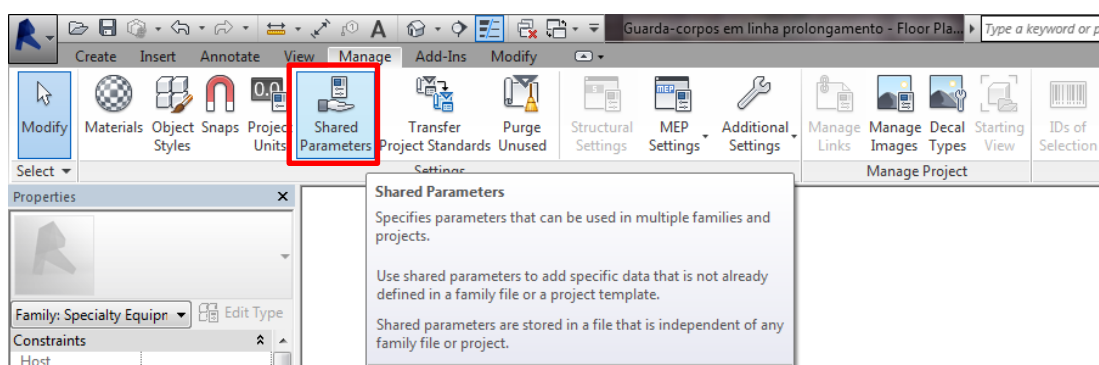 Guarda-corpos em linha prolongamento - Floor Pla...
Type a keyword or p
Create Insert Annotate View Manage Add-Ins Modify
0.0
MEP
Modify
Materials
Object Styles
Snaps
Project Units
Shared Parameters
Transfer Project Standards
Purge Unused
Structural Settings
MEP Settings
Additional Settings
Manage Links
Manage Images
Decal Types
Starting View
IDs of Selection
Select
Settings
Manage Project
Properties
Shared Parameters
Specifies parameters that can be used in multiple families and
projects.
Use shared parameters to add specific data that is not already
defined in a family file or a project template.
Shared parameters are stored in a file that is independent of any
family file or project.
Family: Specialty Equipr
Edit Type
Constraints
Host